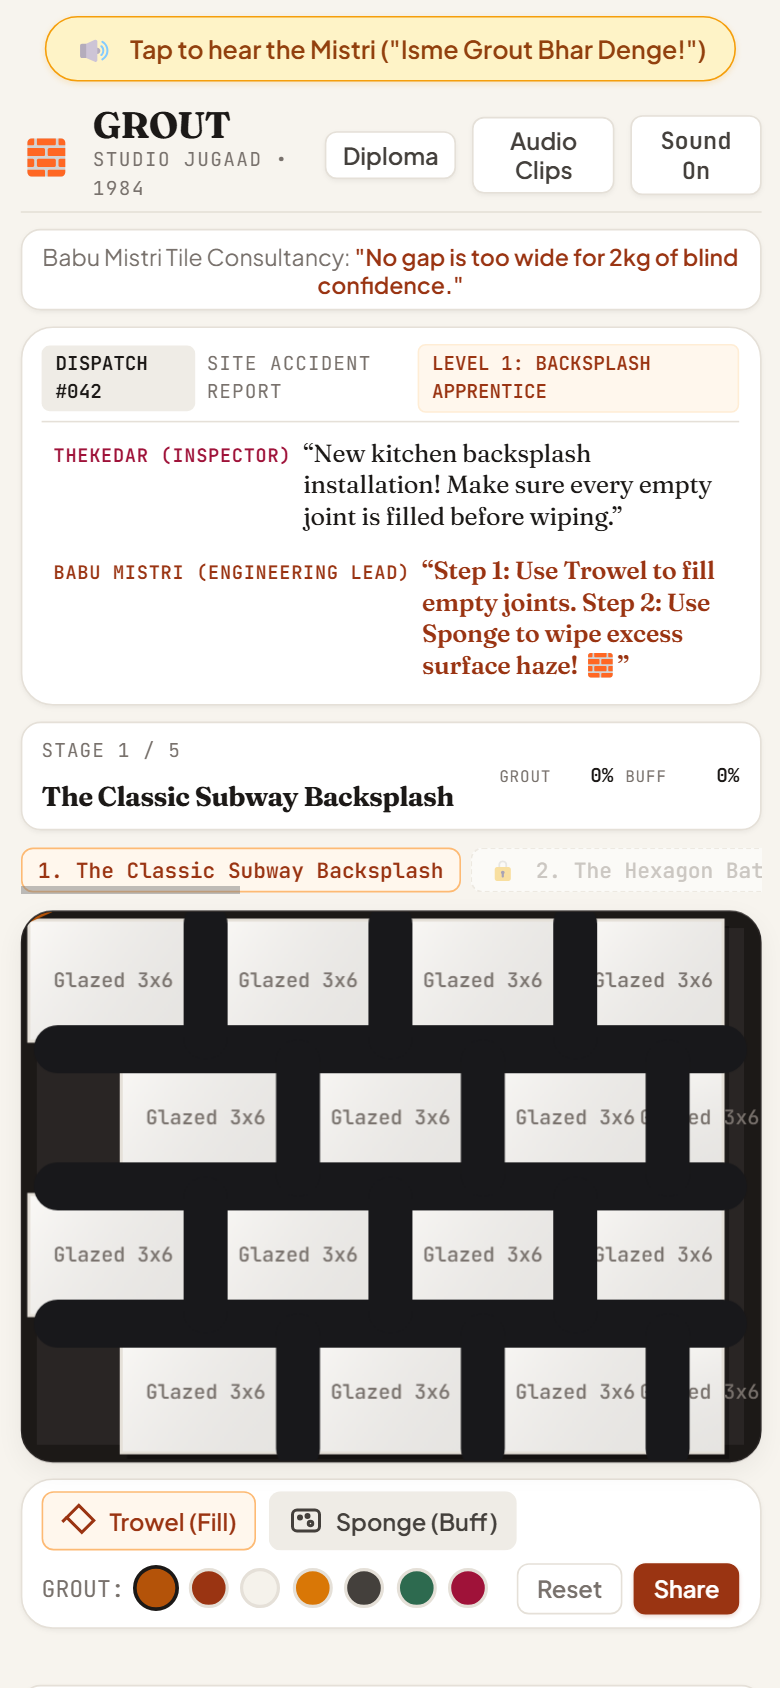 Tap to hear the Mistri ("Isme Grout Bhar Denge!")
GROUT
STUDIO JUGAAD •
1984
Diploma
Audio
Clips
Sound
On
Babu Mistri Tile Consultancy: "No gap is too wide for 2kg of blind
confidence."
DISPATCH
#042
SITE ACCIDENT
REPORT
LEVEL 1: BACKSPLASH
APPRENTICE
THEKEDAR (INSPECTOR)
“New kitchen backsplash
installation! Make sure every empty
joint is filled before wiping.”
BABU MISTRI (ENGINEERING LEAD)
“Step 1: Use Trowel to fill
empty joints. Step 2: Use
Sponge to wipe excess
surface haze! 🧱”
STAGE 1 / 5
The Classic Subway Backsplash
GROUT 0% BUFF 0%
1. The Classic Subway Backsplash
2. The Hexagon Bat
Glazed 3x6 Glazed 3x6 Glazed 3x6 Glazed 3x6
Glazed 3x6 Glazed 3x6 Glazed 3x6 G ed 3x6
Glazed 3x6 Glazed 3x6 Glazed 3x6 Glazed 3x6
Glazed 3x6 Glazed 3x6 Glazed 3x6 G ed 3x6
Trowel (Fill)
Sponge (Buff)
GROUT:
Reset
Share